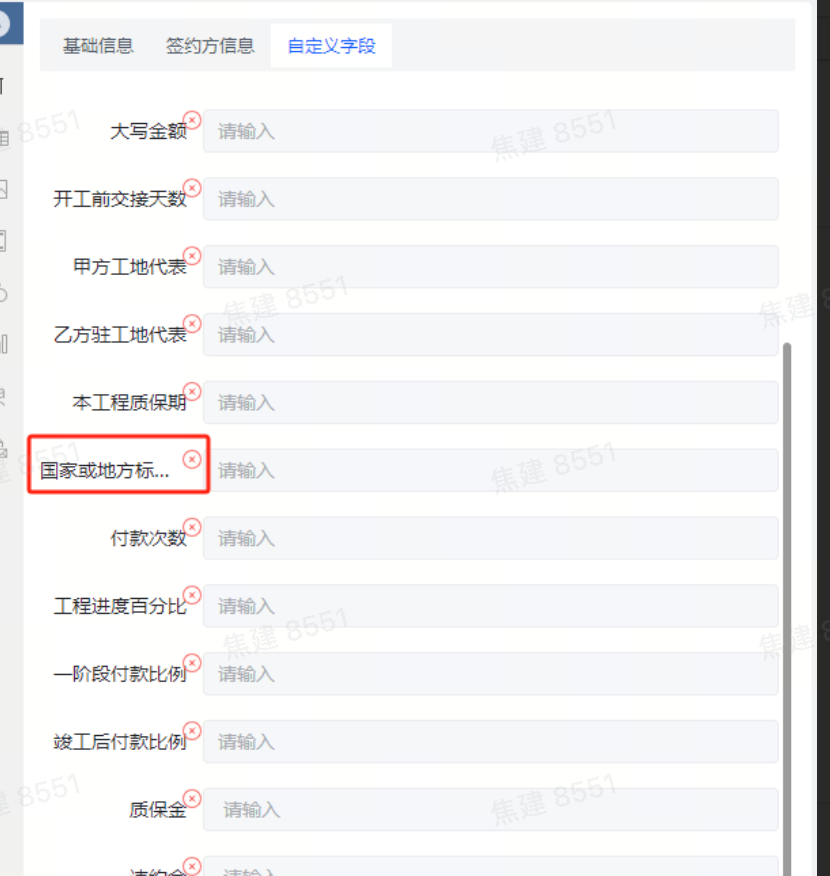 基础信息 签约方信息 自定义字段
大写金额 请输入
开工前交接天数 请输入
甲方工地代表 请输入
乙方驻工地代表 请输入
本工程质保期 请输入
国家或地方标... 请输入
付款次数 请输入
工程进度百分比 请输入
一阶段付款比例 请输入
竣工后付款比例 请输入
质保金 请输入
焦建 8551